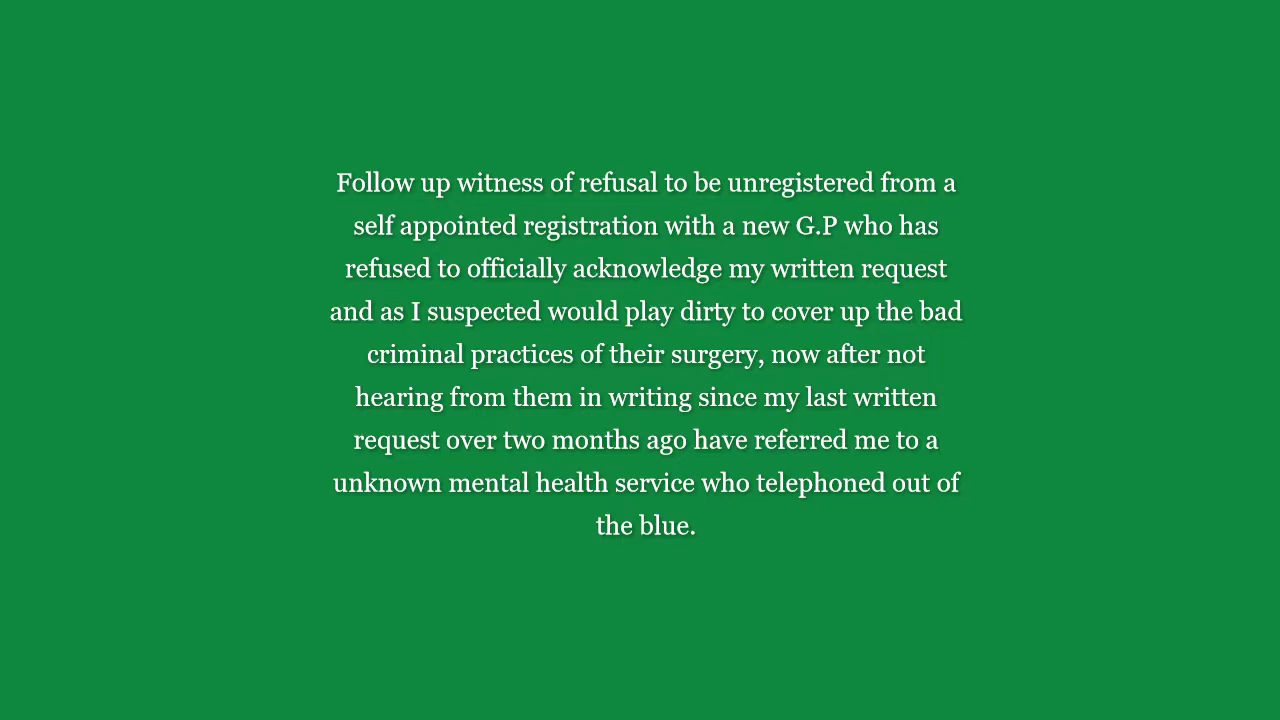 Follow up witness of refusal to be unregistered from a
self appointed registration with a new G.P who has
refused to officially acknowledge my written request
and as I suspected would play dirty to cover up the bad
criminal practices of their surgery, now after not
hearing from them in writing since my last written
request over two months ago have referred me to a
unknown mental health service who telephoned out of
the blue.